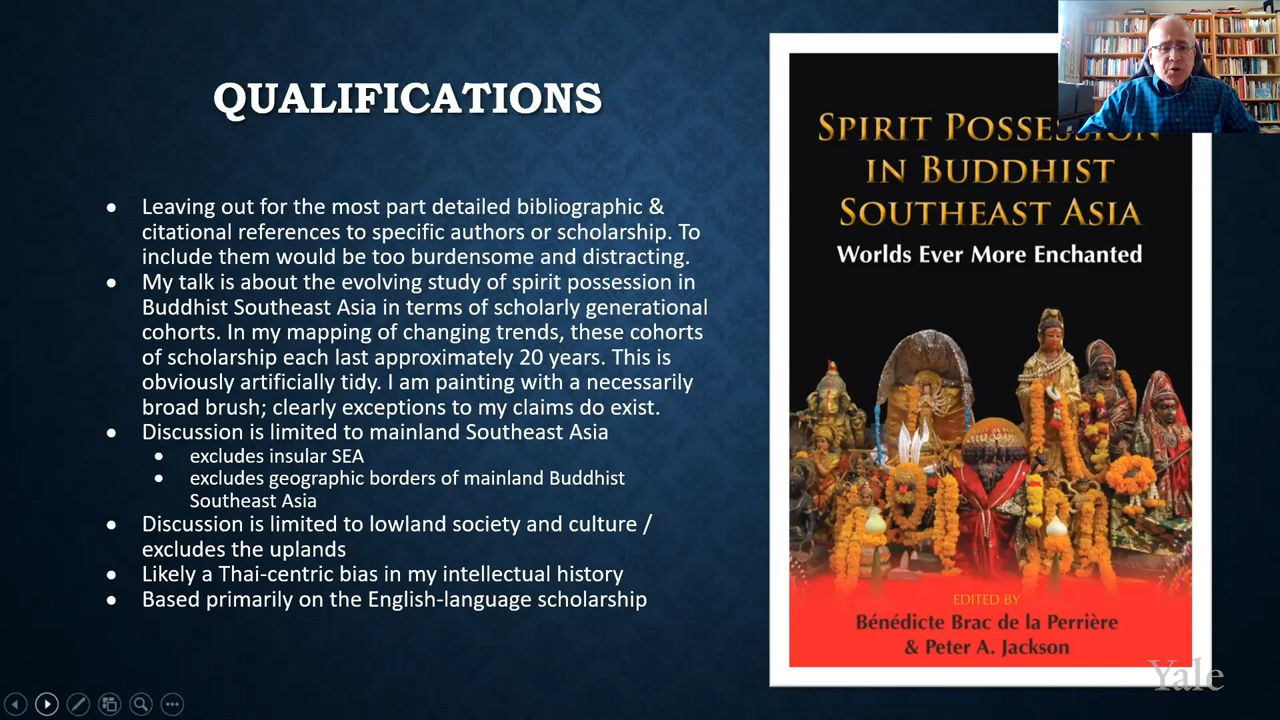 QUALIFICATIONS
● Leaving out for the most part detailed bibliographic &
citational references to specific authors or scholarship. To
include them would be too burdensome and distracting.
● My talk is about the evolving study of spirit possession in
Buddhist Southeast Asia in terms of scholarly generational
cohorts. In my mapping of changing trends, these cohorts
of scholarship each last approximately 20 years. This is
obviously artificially tidy. I am painting with a necessarily
broad brush; clearly exceptions to my claims do exist.
● Discussion is limited to mainland Southeast Asia
● excludes insular SEA
● excludes geographic borders of mainland Buddhist
Southeast Asia
● Discussion is limited to lowland society and culture /
excludes the uplands
● Likely a Thai-centric bias in my intellectual history
● Based primarily on the English-language scholarship
SPIRIT POSSESSION
IN BUDDHIST
SOUTHEAST ASIA
Worlds Ever More Enchanted
EDITED BY
Bénédicte Brac de la Perrière
& Peter A. Jackson
Yale